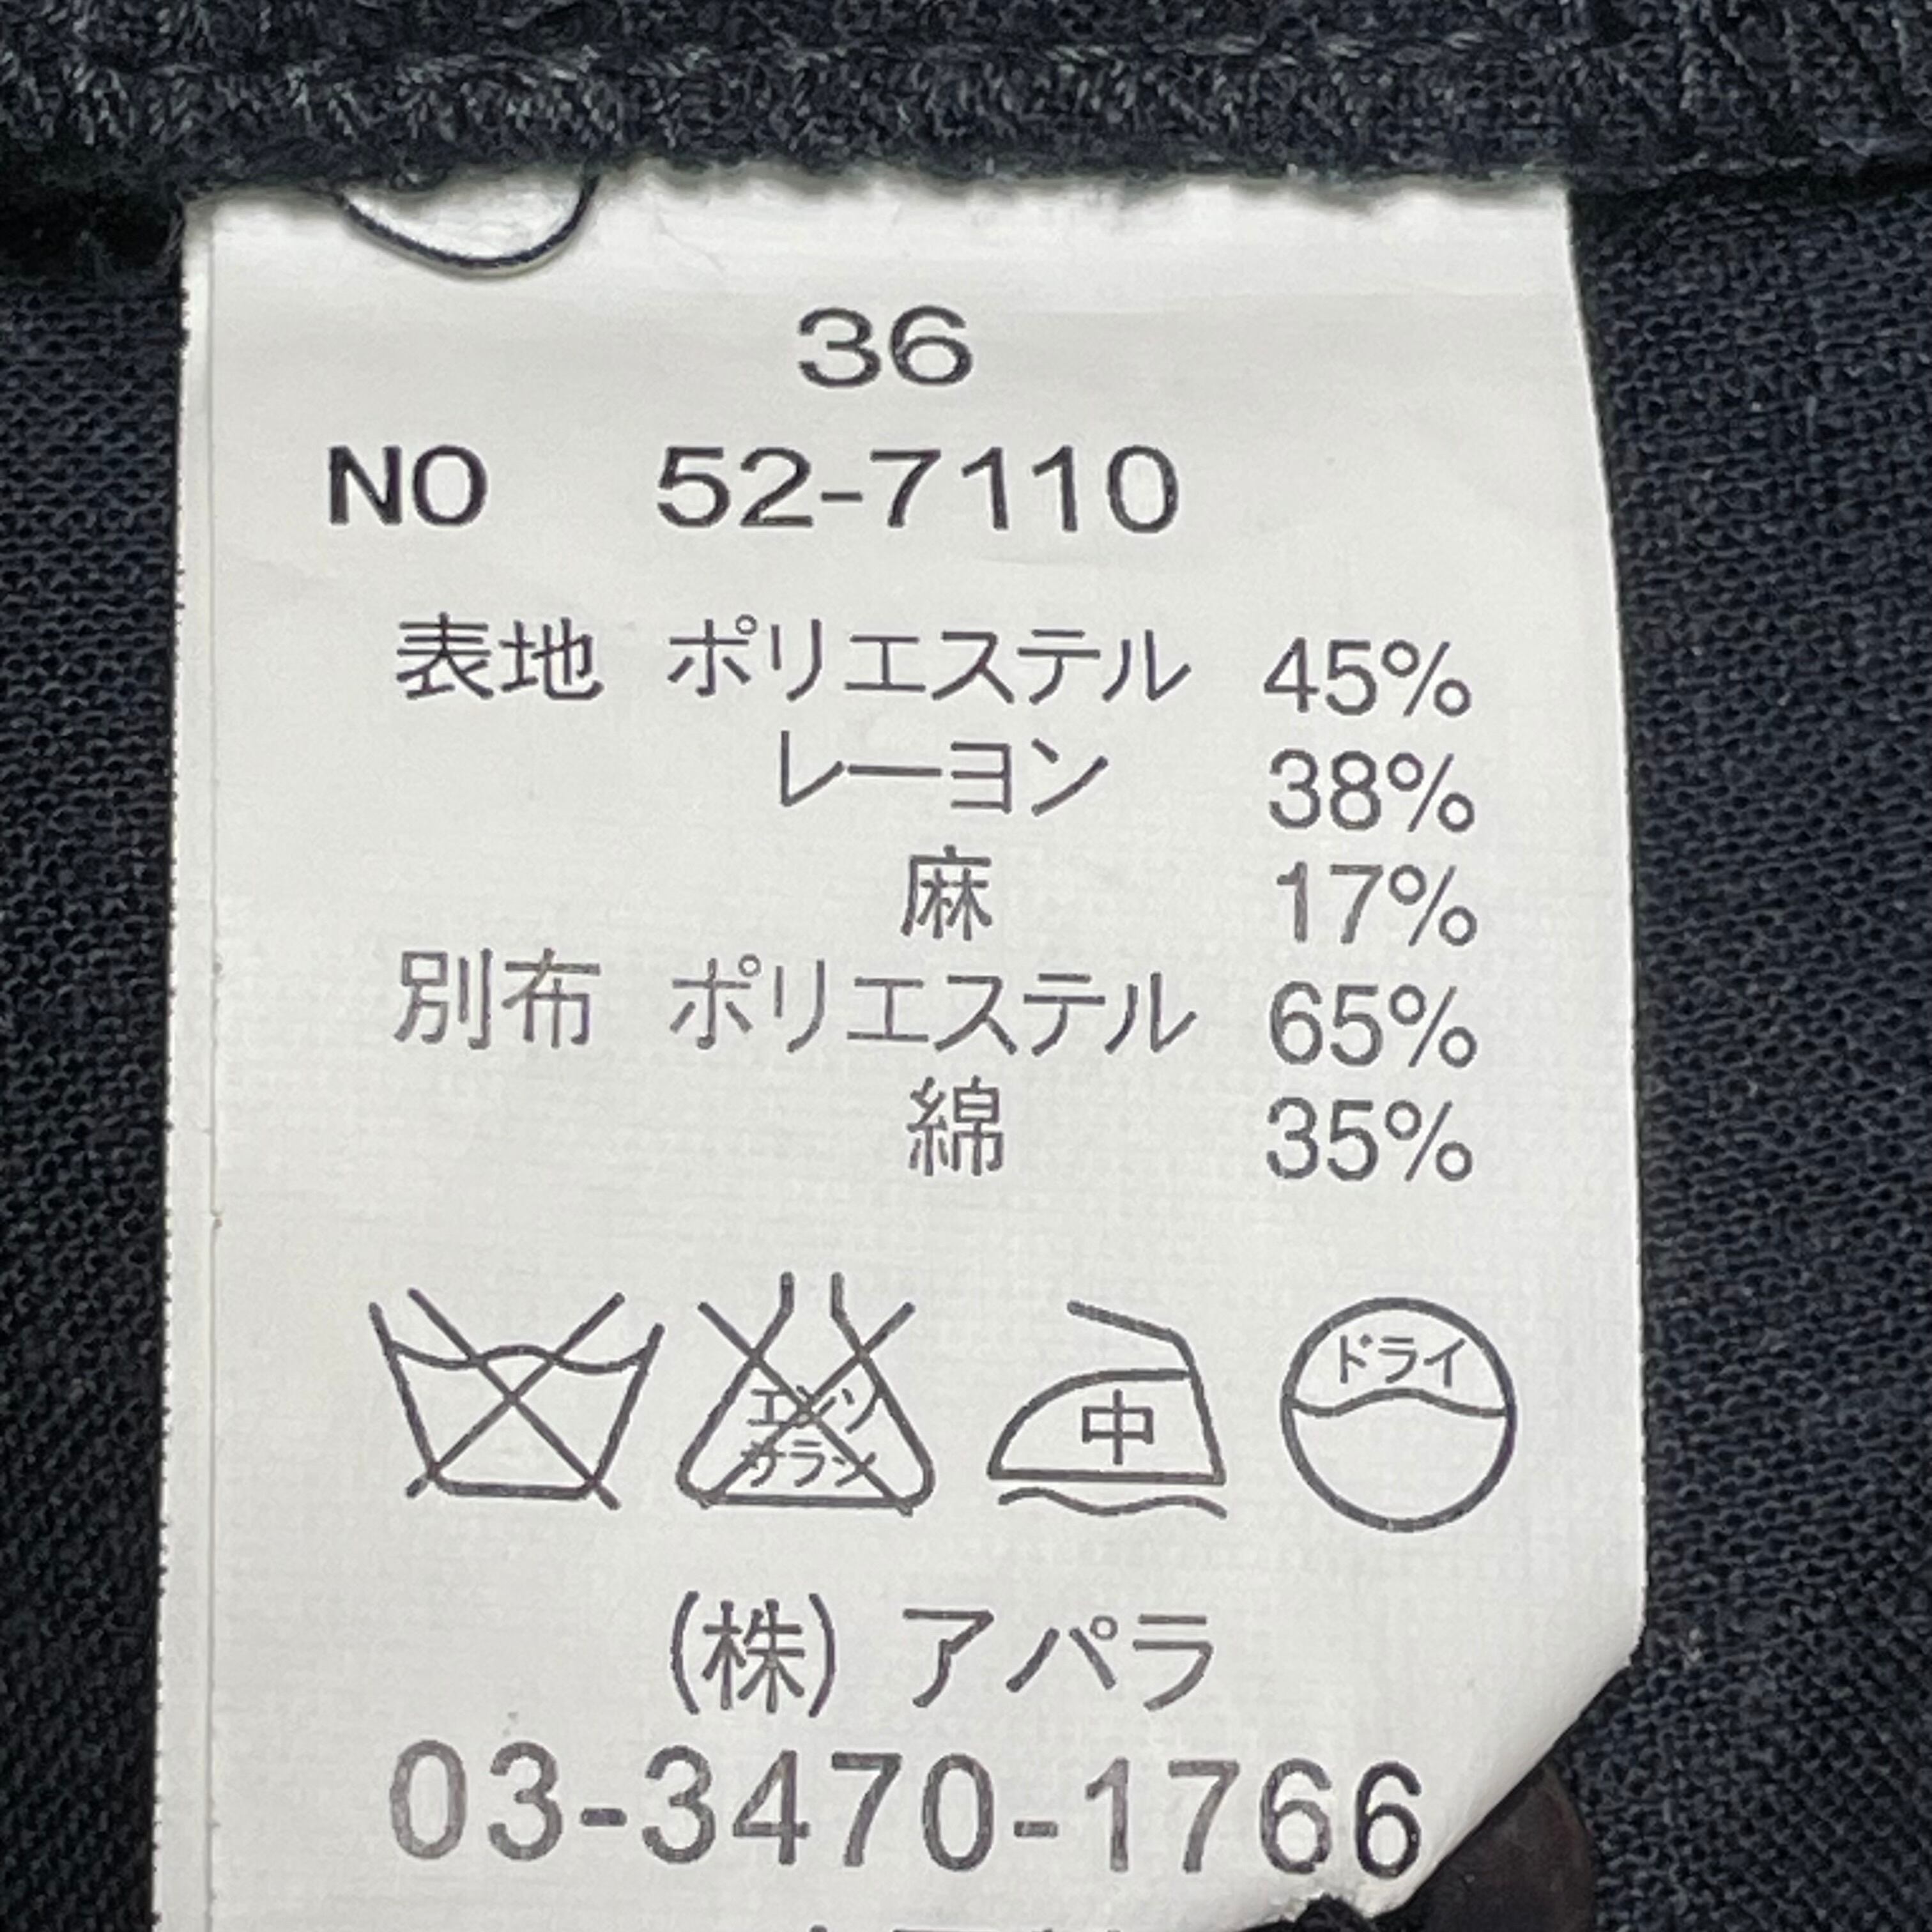 36
NO 52-7110
表地 ポリエステル 45%
レーヨン 38%
麻 17%
別布 ポリエステル 65%
綿 35%
エンソ
サラシ
中
ドライ
(株) アパラ
03-3470-1766